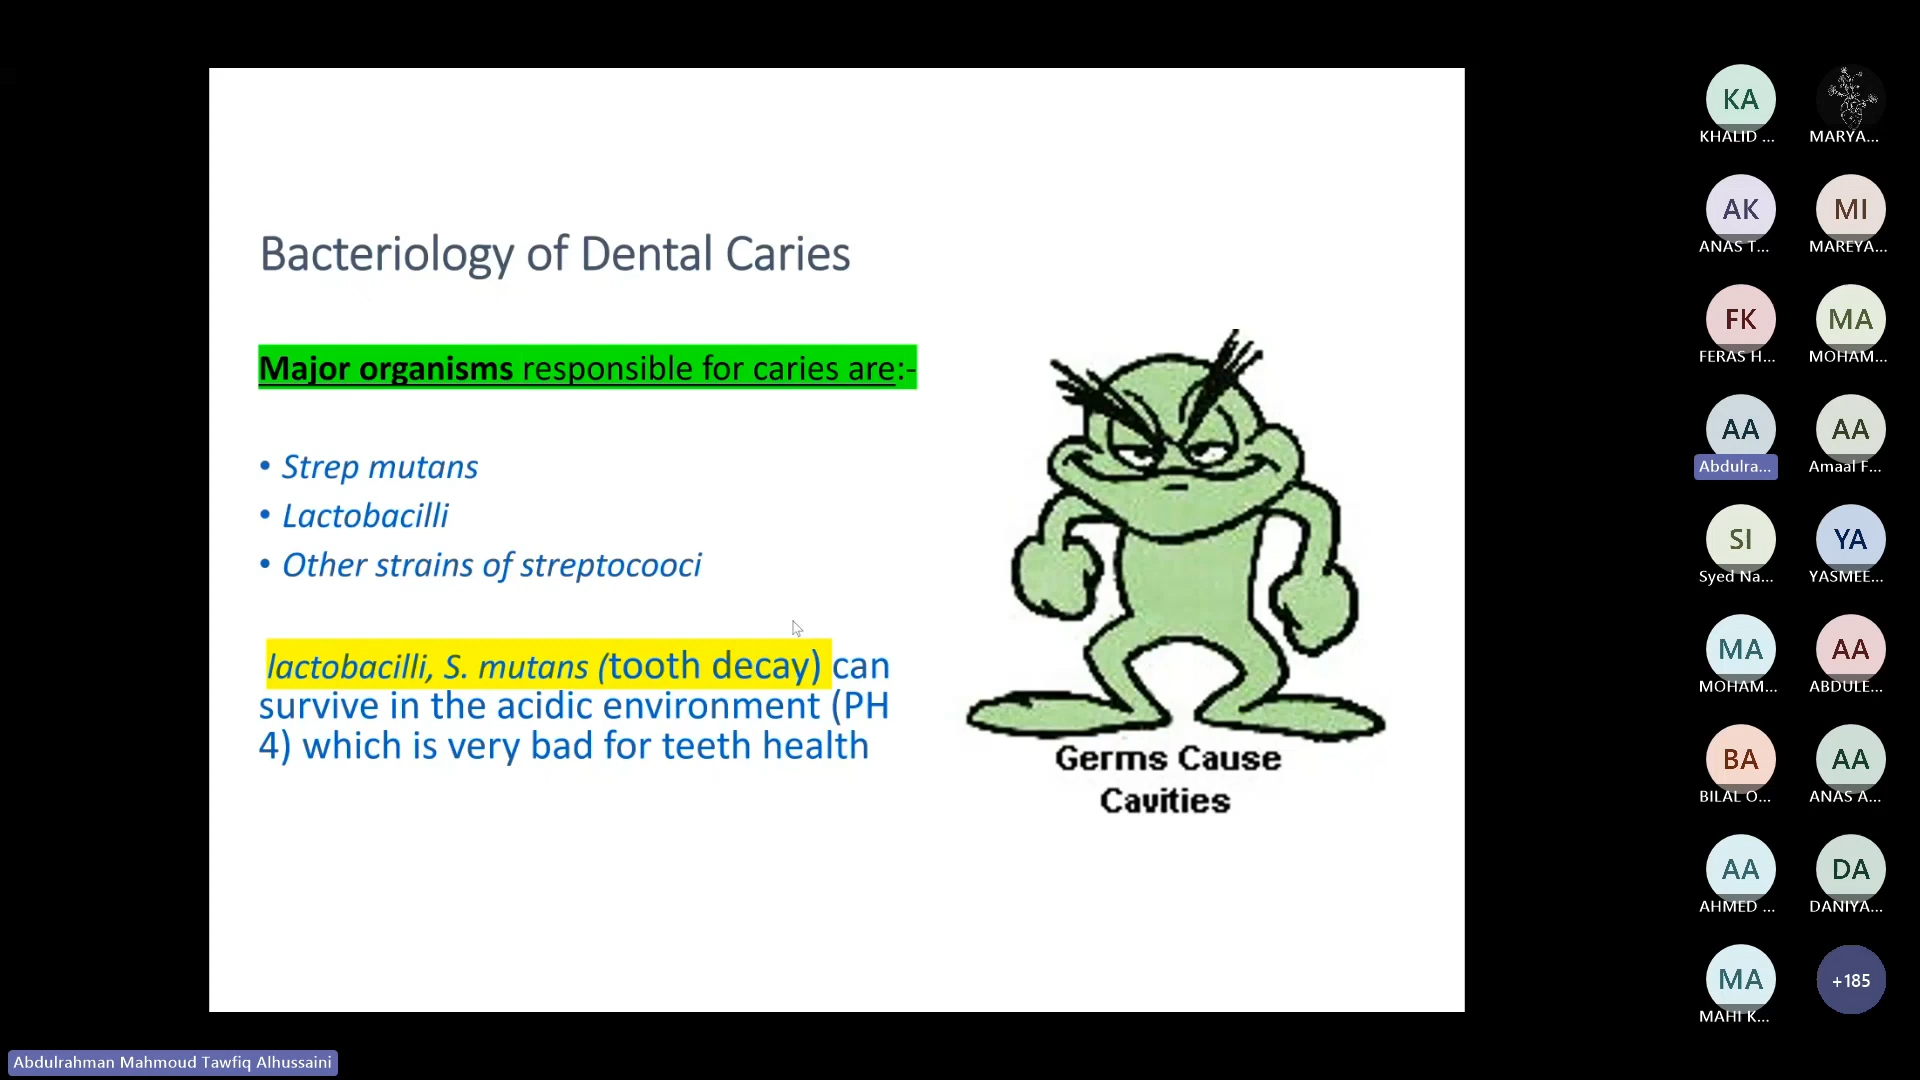 Bacteriology of Dental Caries
Major organisms responsible for caries are:-
• Strep mutans
• Lactobacilli
• Other strains of streptocooci
lactobacilli, S. mutans (tooth decay) can
survive in the acidic environment (PH
4) which is very bad for teeth health
Germs Cause
Cavities
KA
KHALID ...
MARYA...
AK
ANAS T...
MI
MAREYA...
FK
FERAS H...
MA
MOHAM...
AA
Abdulra...
AA
Amaal F...
SI
Syed Na...
YA
YASMEE...
MA
MOHAM...
AA
ABDULE...
BA
BILAL O...
AA
ANAS A...
AA
AHMED ...
DA
DANIYA...
MA
MAHI K...
+185
Abdulrahman Mahmoud Tawfiq Alhussaini